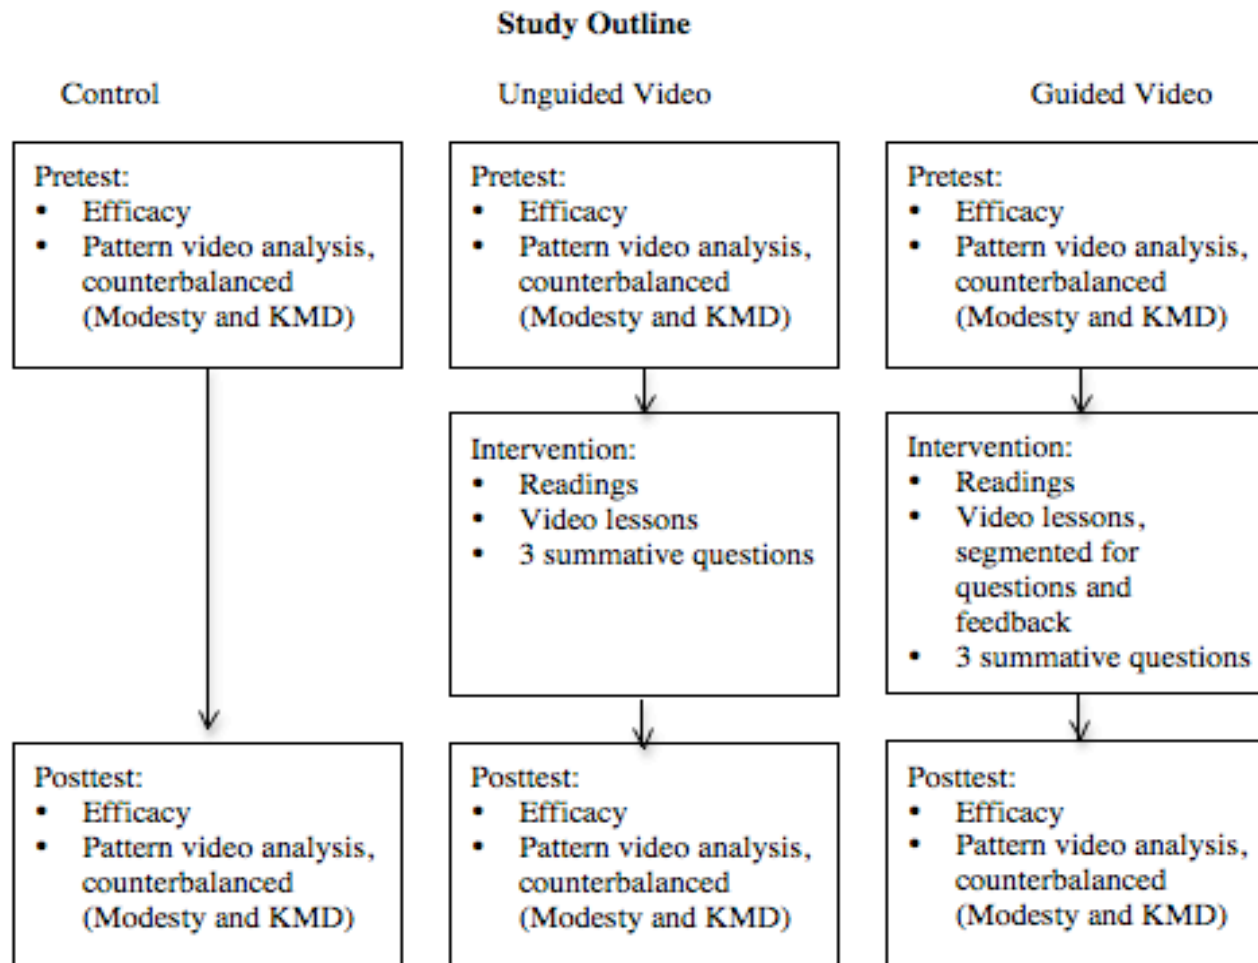 Study Outline
Control
Unguided Video
Guided Video
Pretest:
• Efficacy
• Pattern video analysis,
counterbalanced
(Modesty and KMD)
Pretest:
• Efficacy
• Pattern video analysis,
counterbalanced
(Modesty and KMD)
Pretest:
• Efficacy
• Pattern video analysis,
counterbalanced
(Modesty and KMD)
Intervention:
• Readings
• Video lessons
• 3 summative questions
Intervention:
• Readings
• Video lessons,
segmented for
questions and
feedback
• 3 summative questions
Posttest:
• Efficacy
• Pattern video analysis,
counterbalanced
(Modesty and KMD)
Posttest:
• Efficacy
• Pattern video analysis,
counterbalanced
(Modesty and KMD)
Posttest:
• Efficacy
• Pattern video analysis,
counterbalanced
(Modesty and KMD)